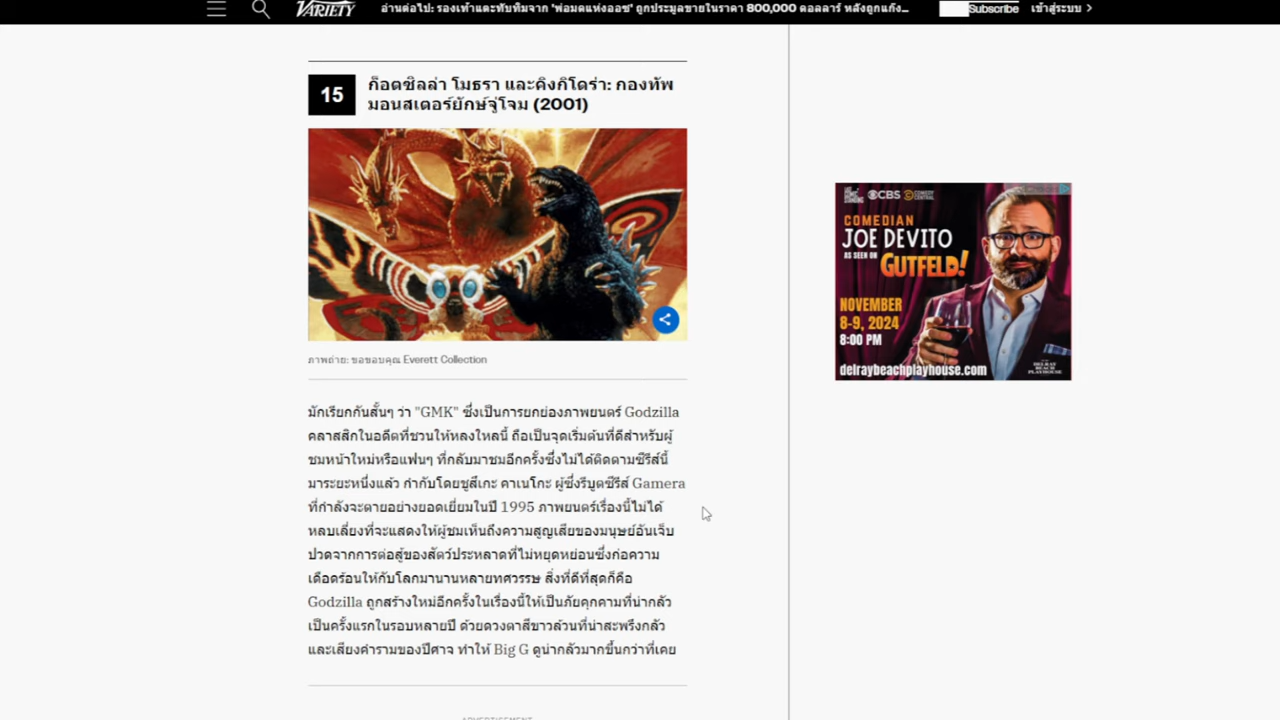 VARIETY
อ่านต่อไป: รองเท้าแตะทับทิมจาก 'พ่อมดแห่งออซ' ถูกประมูลขายในราคา 800,000 ดอลลาร์ หลังถูกแก๊ง...
Subscribe
เข้าสู่ระบบ
15
ก็อตซิลล่า โมธรา และคิงกิโดร่า: กองทัพ
มอนสเตอร์ยักษ์จู่โจม (2001)
ภาพถ่าย: ขอขอบคุณ Everett Collection
มักเรียกกันสั้นๆ ว่า "GMK" ซึ่งเป็นการยกย่องภาพยนตร์ Godzilla
คลาสสิกในอดีตที่ชวนให้หลงใหลนี้ ถือเป็นจุดเริ่มต้นที่ดีสำหรับผู้
ชมหน้าใหม่หรือแฟนๆ ที่กลับมาชมอีกครั้งซึ่งไม่ได้ติดตามซีรีส์นี้
มาระยะหนึ่งแล้ว กำกับโดยชูสึเกะ คาเนโกะ ผู้ซึ่งรีบูตซีรีส์ Gamera
ที่กำลังจะตายอย่างยอดเยี่ยมในปี 1995 ภาพยนตร์เรื่องนี้ไม่ได้
หลบเลี่ยงที่จะแสดงให้ผู้ชมเห็นถึงความสูญเสียของมนุษย์อันเจ็บ
ปวดจากการต่อสู้ของสัตว์ประหลาดที่ไม่หยุดหย่อนซึ่งก่อความ
เดือดร้อนให้กับโลกมานานหลายทศวรรษ สิ่งที่ดีที่สุดก็คือ
Godzilla ถูกสร้างใหม่อีกครั้งในเรื่องนี้ให้เป็นภัยคุกคามที่น่ากลัว
เป็นครั้งแรกในรอบหลายปี ด้วยดวงตาสีขาวล้วนที่น่าสะพรึงกลัว
และเสียงคำรามของปีศาจ ทำให้ Big G ดูน่ากลัวมากขึ้นกว่าที่เคย
CBS
COMEDY CENTRAL
COMEDIAN
JOE DEVITO
AS SEEN ON
GUTFELD!
NOVEMBER
8-9, 2024
8:00 PM
delraybeachplayhouse.com
DELRAY
BEACH
PLAYHOUSE
ADVERTISEMENT